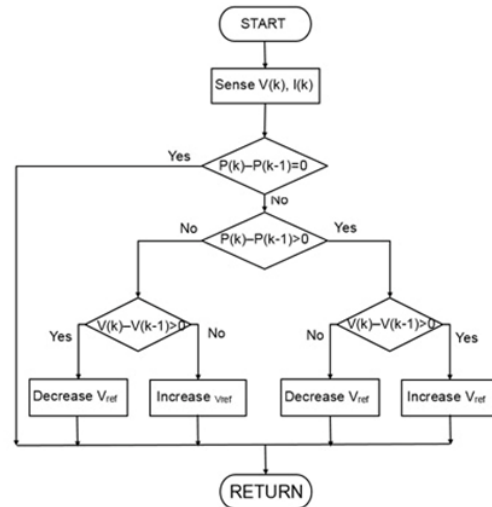 START
Sense V(k), I(k)
Yes
P(k)–P(k-1)=0
No
No
P(k)–P(k-1)>0
Yes
Yes
V(k)–V(k-1)>0
No
No
V(k)–V(k-1)>0
Yes
Decrease Vref
Increase Vref
Decrease Vref
Increase Vref
RETURN